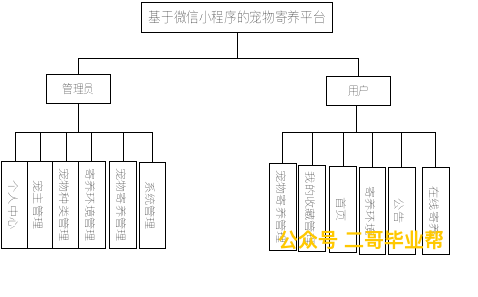 基于微信小程序的宠物寄养平台
管理员
用户
个人中心
宠主管理
宠物种类管理
寄养环境管理
宠物寄养管理
系统管理
宠物寄养管理
我的收藏管理
首页
寄养环境
公告
在线寄养
公众号 二哥毕业帮